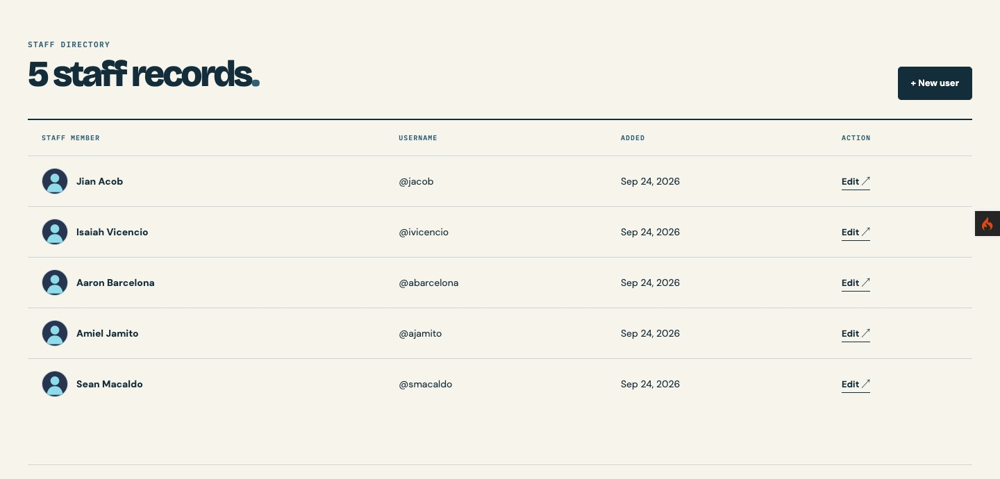 STAFF DIRECTORY
5 staff records.
+ New user
STAFF MEMBER USERNAME ADDED ACTION
Jian Acob @jacob Sep 24, 2026 Edit ↗
Isaiah Vicencio @ivicencio Sep 24, 2026 Edit ↗
Aaron Barcelona @abarcelona Sep 24, 2026 Edit ↗
Amiel Jamito @ajamito Sep 24, 2026 Edit ↗
Sean Macaldo @smacaldo Sep 24, 2026 Edit ↗